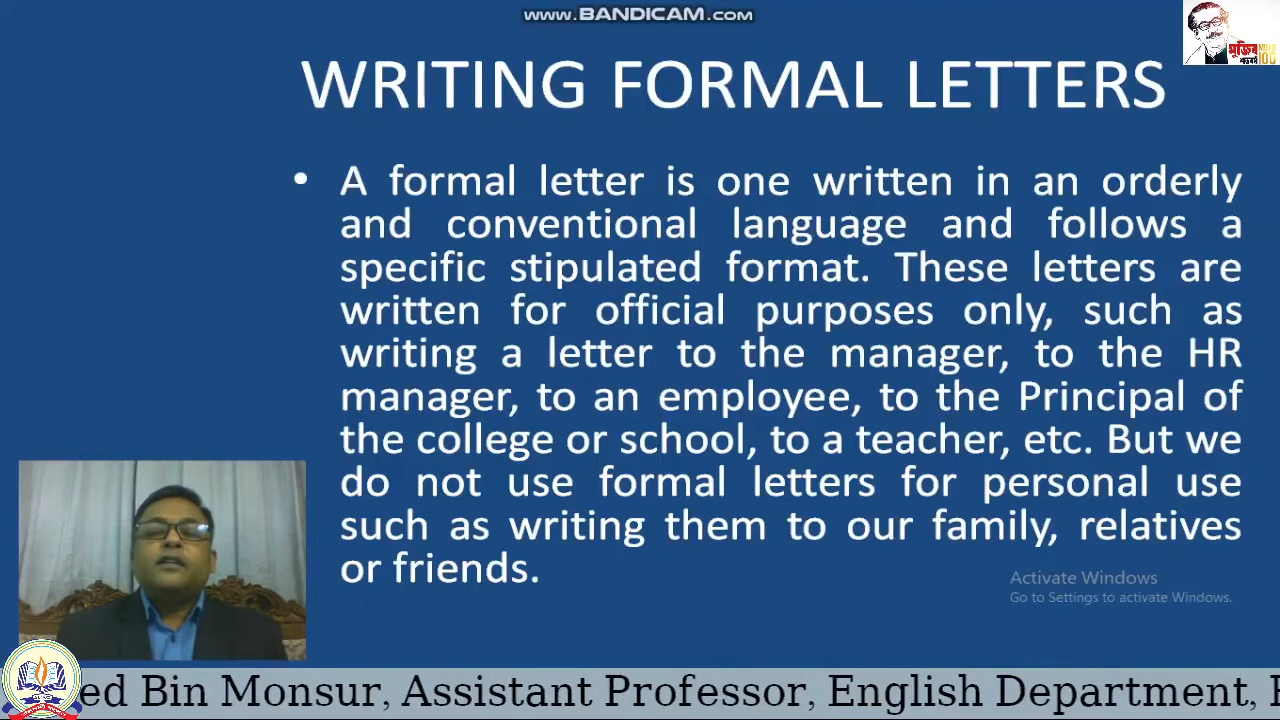 www.BANDICAM.com
মুজিব
শতবর্ষ
100
WRITING FORMAL LETTERS
• A formal letter is one written in an orderly
and conventional language and follows a
specific stipulated format. These letters are
written for official purposes only, such as
writing a letter to the manager, to the HR
manager, to an employee, to the Principal of
the college or school, to a teacher, etc. But we
do not use formal letters for personal use
such as writing them to our family, relatives
or friends.
Activate Windows
Go to Settings to activate Windows.
ed Bin Monsur, Assistant Professor, English Department,